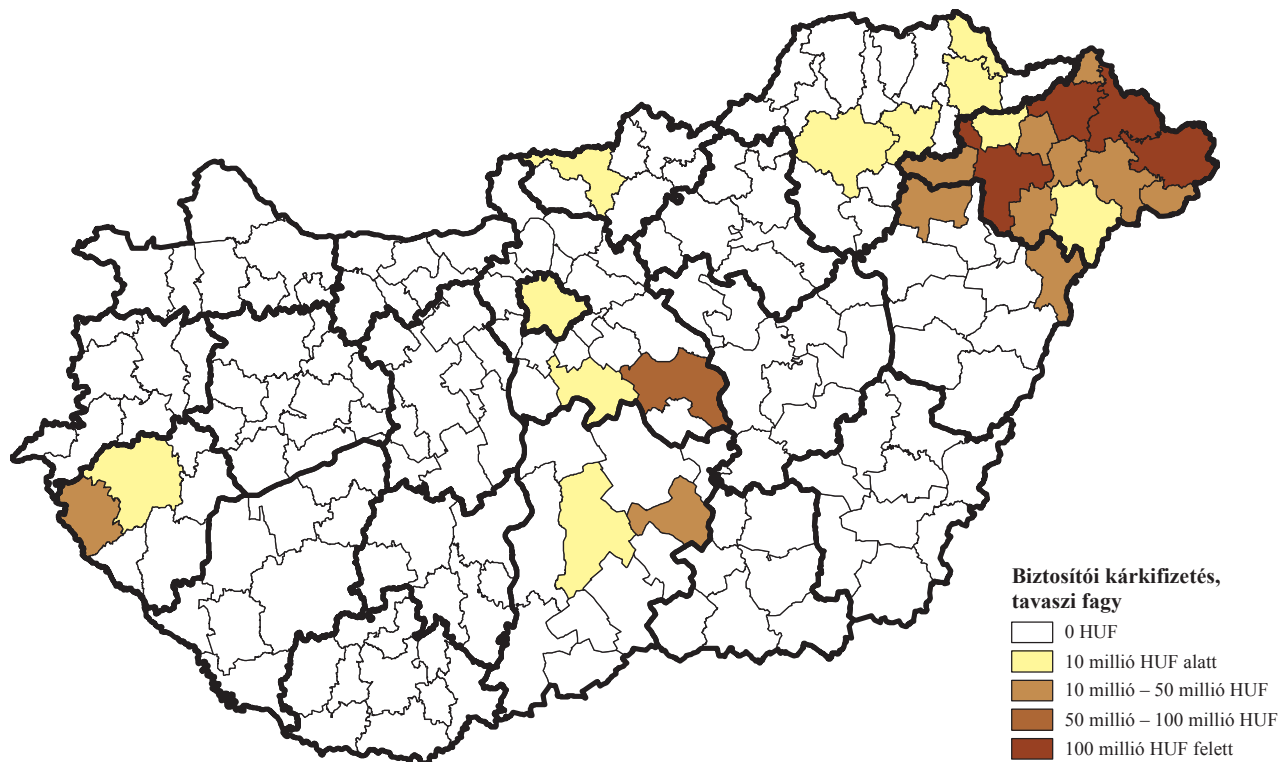 Biztosítói kárkifizetés,
tavaszi fagy
0 HUF
10 millió HUF alatt
10 millió – 50 millió HUF
50 millió – 100 millió HUF
100 millió HUF felett